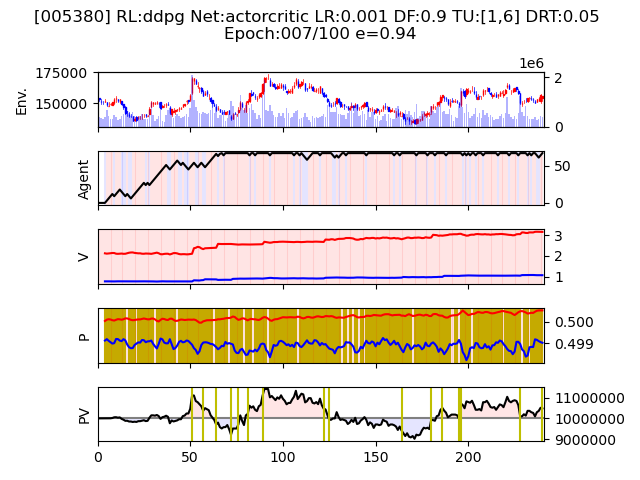 [005380] RL:ddpg Net:actorcritic LR:0.001 DF:0.9 TU:[1,6] DRT:0.05
Epoch:007/100 e=0.94
1e6
175000
150000
Env.
2
0
Agent
50
0
V
3
2
1
P
0.500
0.499
PV
11000000
10000000
9000000
0 50 100 150 200